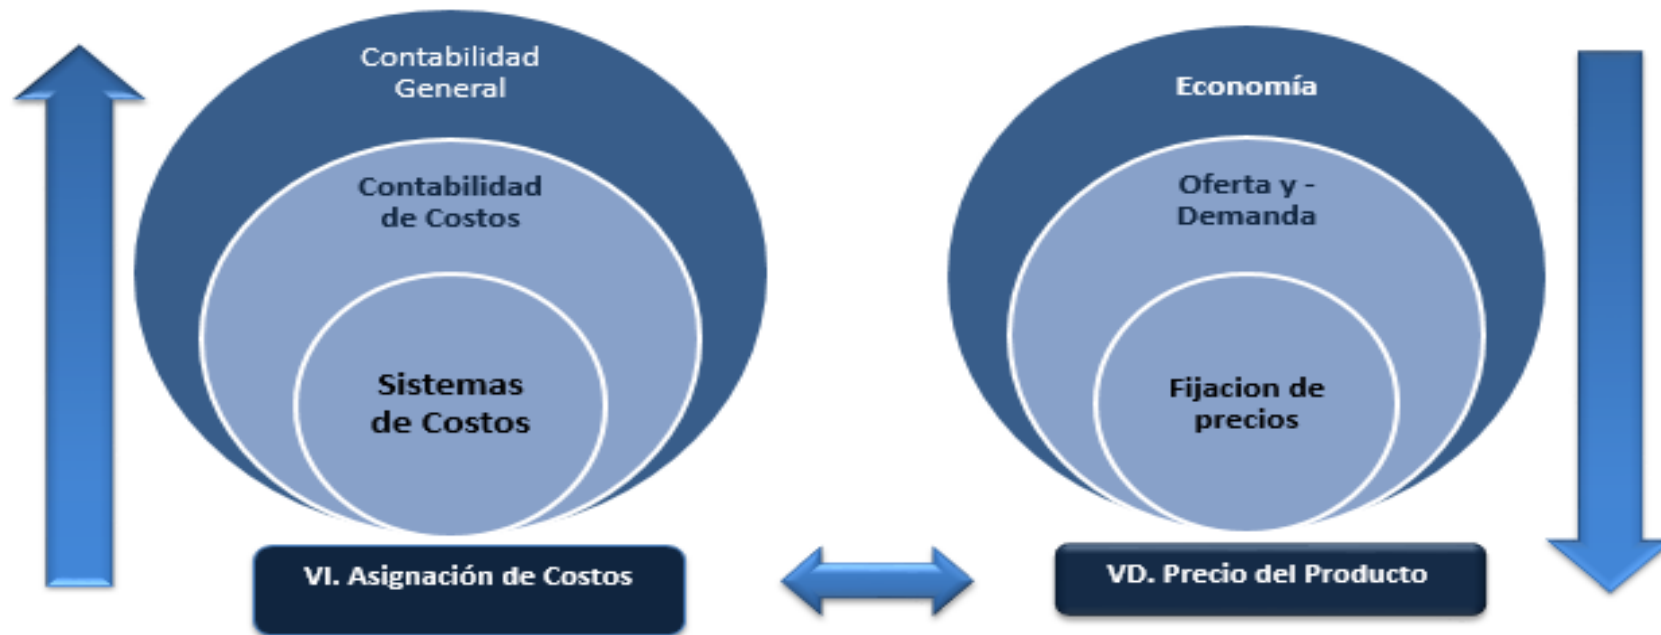 Contabilidad
General
Contabilidad
de Costos
Sistemas
de Costos
VI. Asignación de Costos
Economía
Oferta y -
Demanda
Fijacion de
precios
VD. Precio del Producto